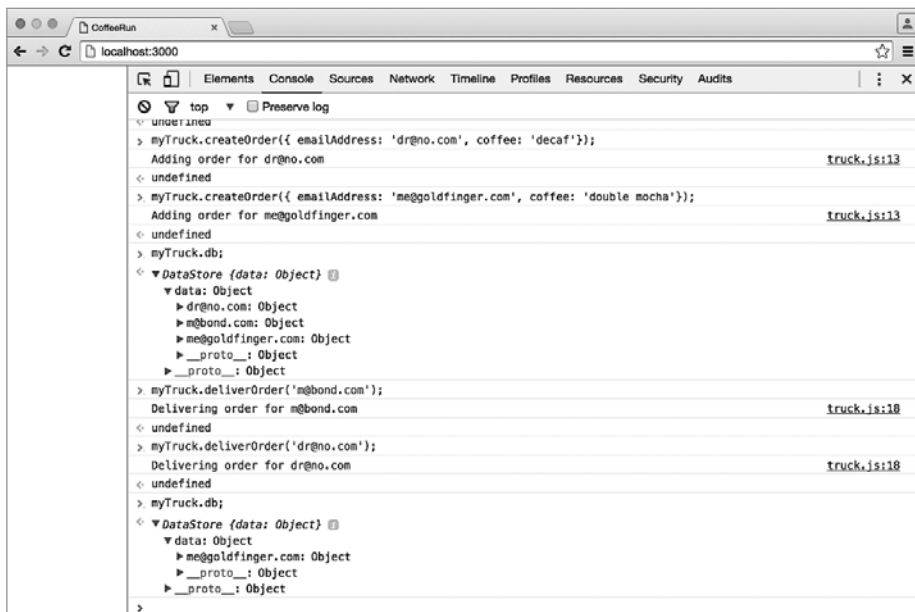 CoffeeRun
localhost:3000
Elements Console Sources Network Timeline Profiles Resources Security Audits
top Preserve log
undefined
myTruck.createOrder({ emailAddress: 'dr@no.com', coffee: 'decaf'});
Adding order for dr@no.com truck.js:13
undefined
myTruck.createOrder({ emailAddress: 'me@goldfinger.com', coffee: 'double mocha'});
Adding order for me@goldfinger.com truck.js:13
undefined
myTruck.db;
DataStore {data: Object}
data: Object
dr@no.com: Object
m@bond.com: Object
me@goldfinger.com: Object
__proto__: Object
__proto__: Object
myTruck.deliverOrder('m@bond.com');
Delivering order for m@bond.com truck.js:18
undefined
myTruck.deliverOrder('dr@no.com');
Delivering order for dr@no.com truck.js:18
undefined
myTruck.db;
DataStore {data: Object}
data: Object
me@goldfinger.com: Object
__proto__: Object
__proto__: Object